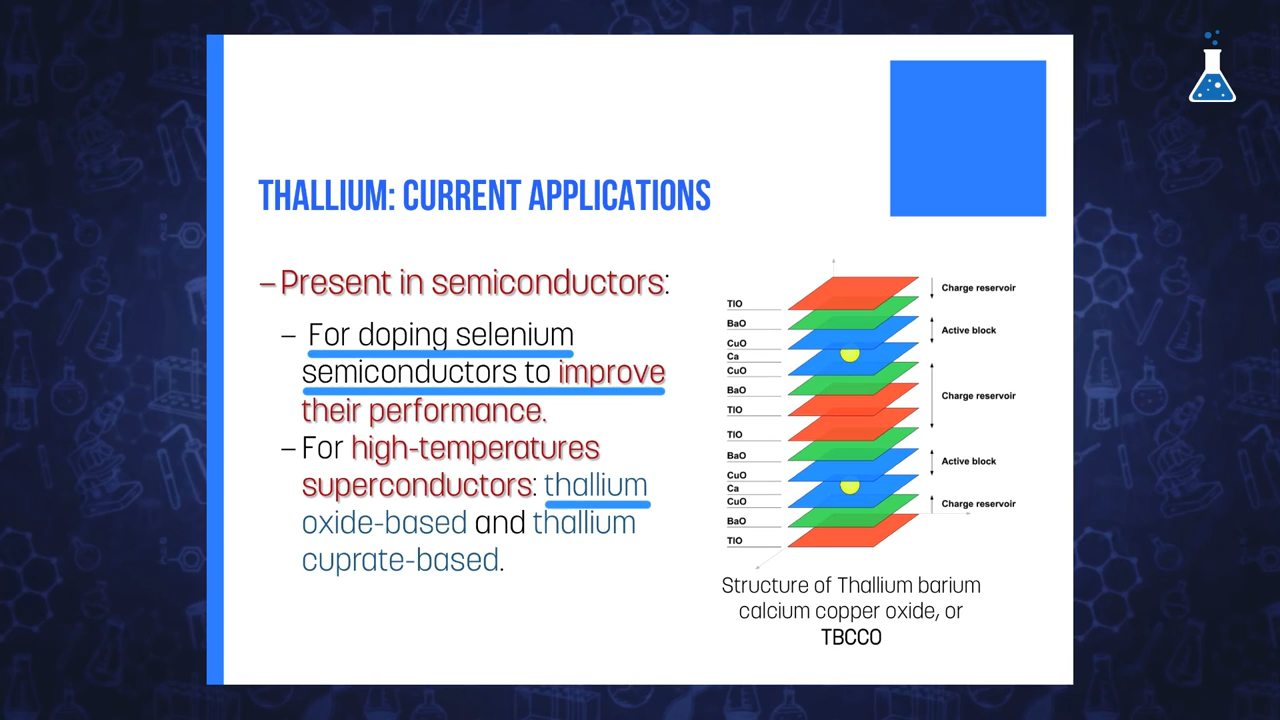 THALLIUM: CURRENT APPLICATIONS
– Present in semiconductors:
– For doping selenium
semiconductors to improve
their performance.
– For high-temperatures
superconductors: thallium
oxide-based and thallium
cuprate-based.
TlO
BaO
CuO
Ca
CuO
BaO
TlO
TlO
BaO
CuO
Ca
CuO
BaO
TlO
Charge reservoir
Active block
Charge reservoir
Active block
Charge reservoir
Structure of Thallium barium
calcium copper oxide, or
TBCCO